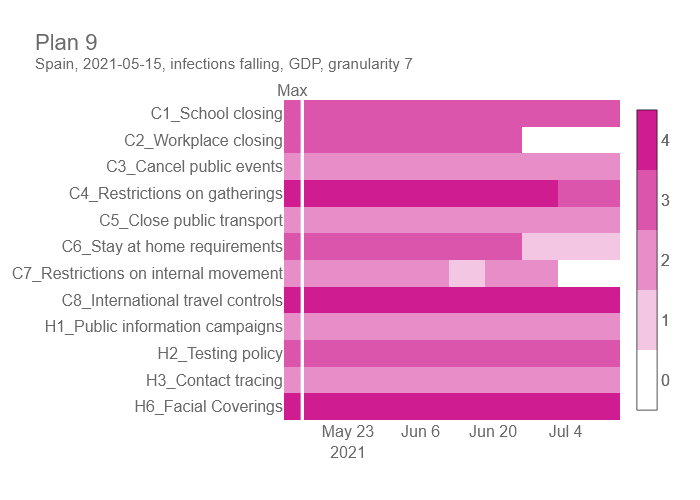 Plan 9
Spain, 2021-05-15, infections falling, GDP, granularity 7
Max
C1_School closing
C2_Workplace closing
C3_Cancel public events
C4_Restrictions on gatherings
C5_Close public transport
C6_Stay at home requirements
C7_Restrictions on internal movement
C8_International travel controls
H1_Public information campaigns
H2_Testing policy
H3_Contact tracing
H6_Facial Coverings
May 23 Jun 6 Jun 20 Jul 4
2021
4
3
2
1
0